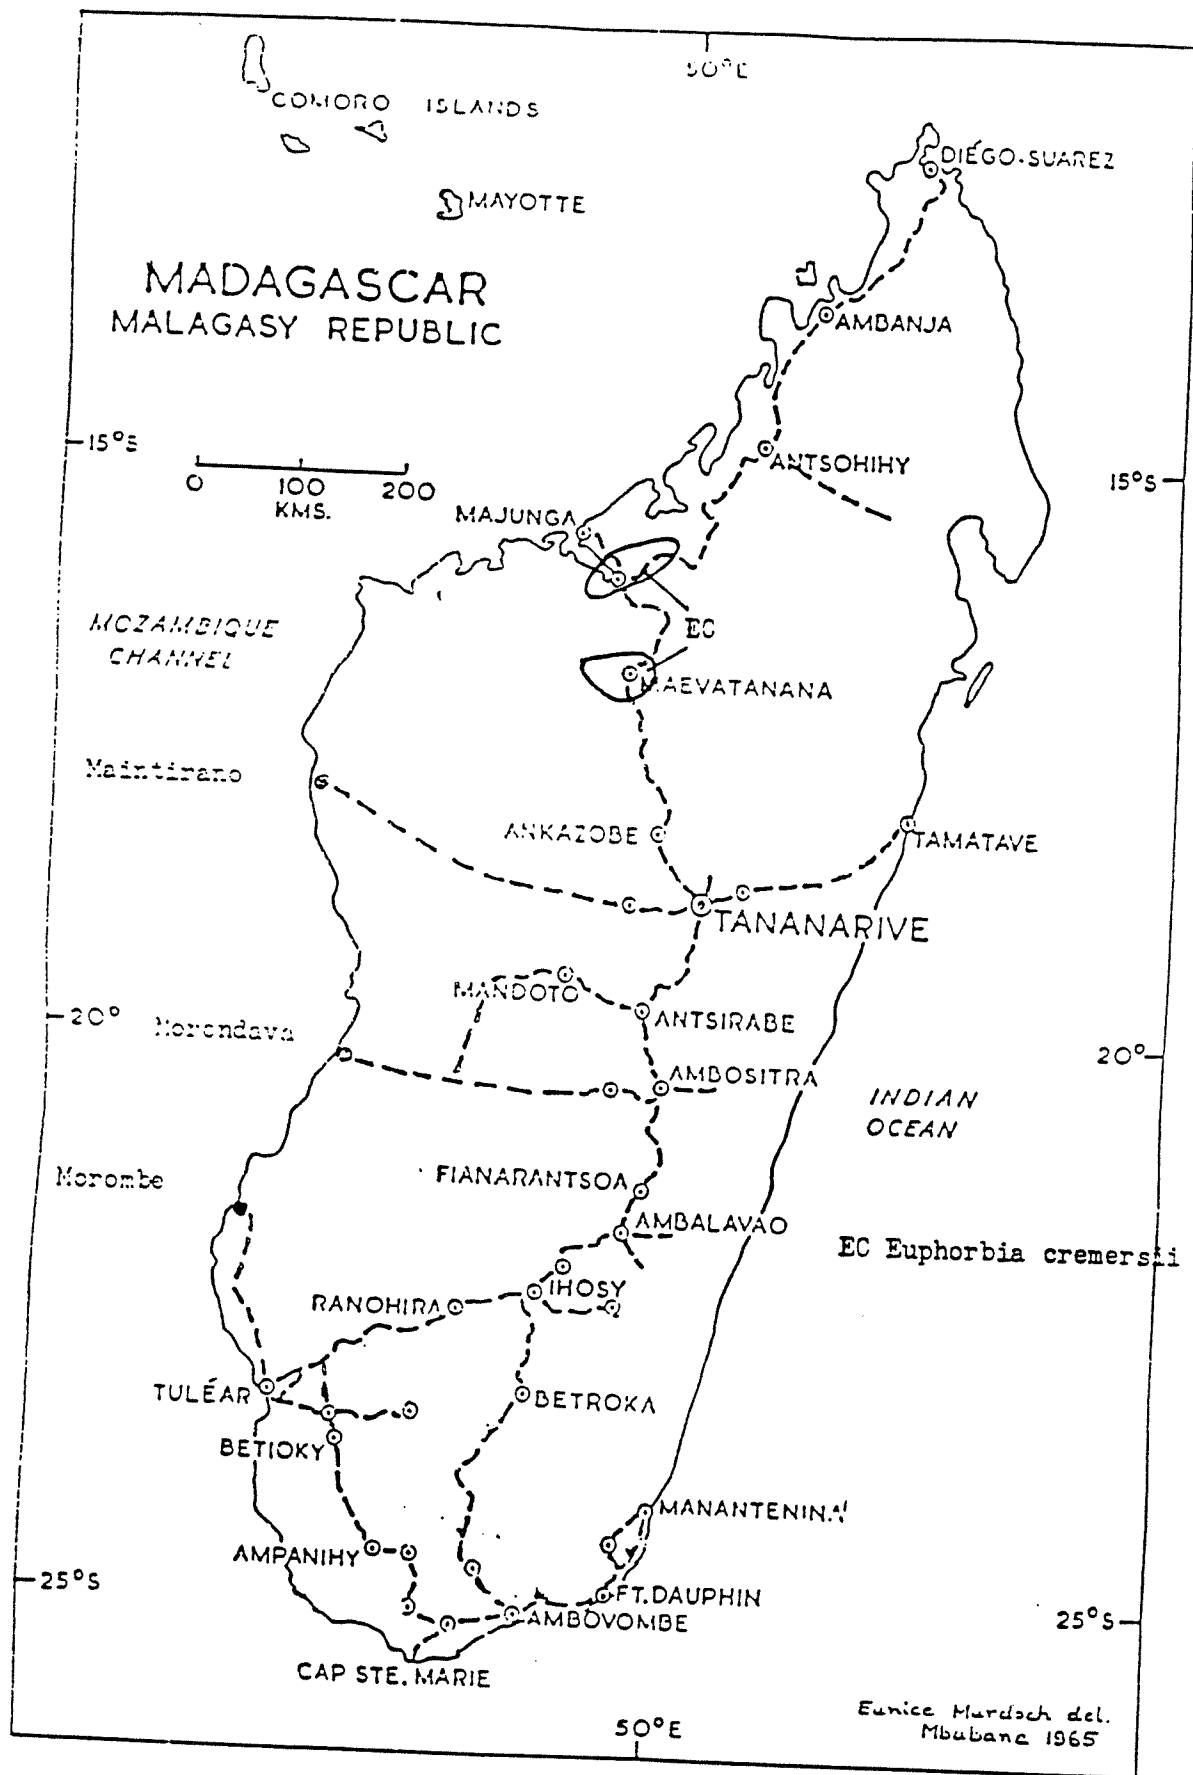 50°E
COMORO ISLANDS
DIÉGO-SUAREZ
MAYOTTE
MADAGASCAR
MALAGASY REPUBLIC
AMBANJA
15°S
ANTSOHIHY
15°S
0 100 200
KMS.
MAJUNGA
MOZAMBIQUE
CHANNEL
EC
MAEVATANANA
Maintirano
ANKAZOBE
TAMATAVE
TANANARIVE
MANDOTO
ANTSIRABE
20°
Morondava
20°
AMBOSITRA
INDIAN
OCEAN
Morombe
FIANARANTSOA
AMBALAVAO
EC Euphorbia cremersii
IHOSY
RANOHIRA
TULÉAR
BETROKA
BETIOKY
MANANTENINA
AMPANIHY
25°S
FT. DAUPHIN
AMBOVOMBE
25°S
CAP STE. MARIE
50°E
Eunice Murdoch del.
Mbabane 1965